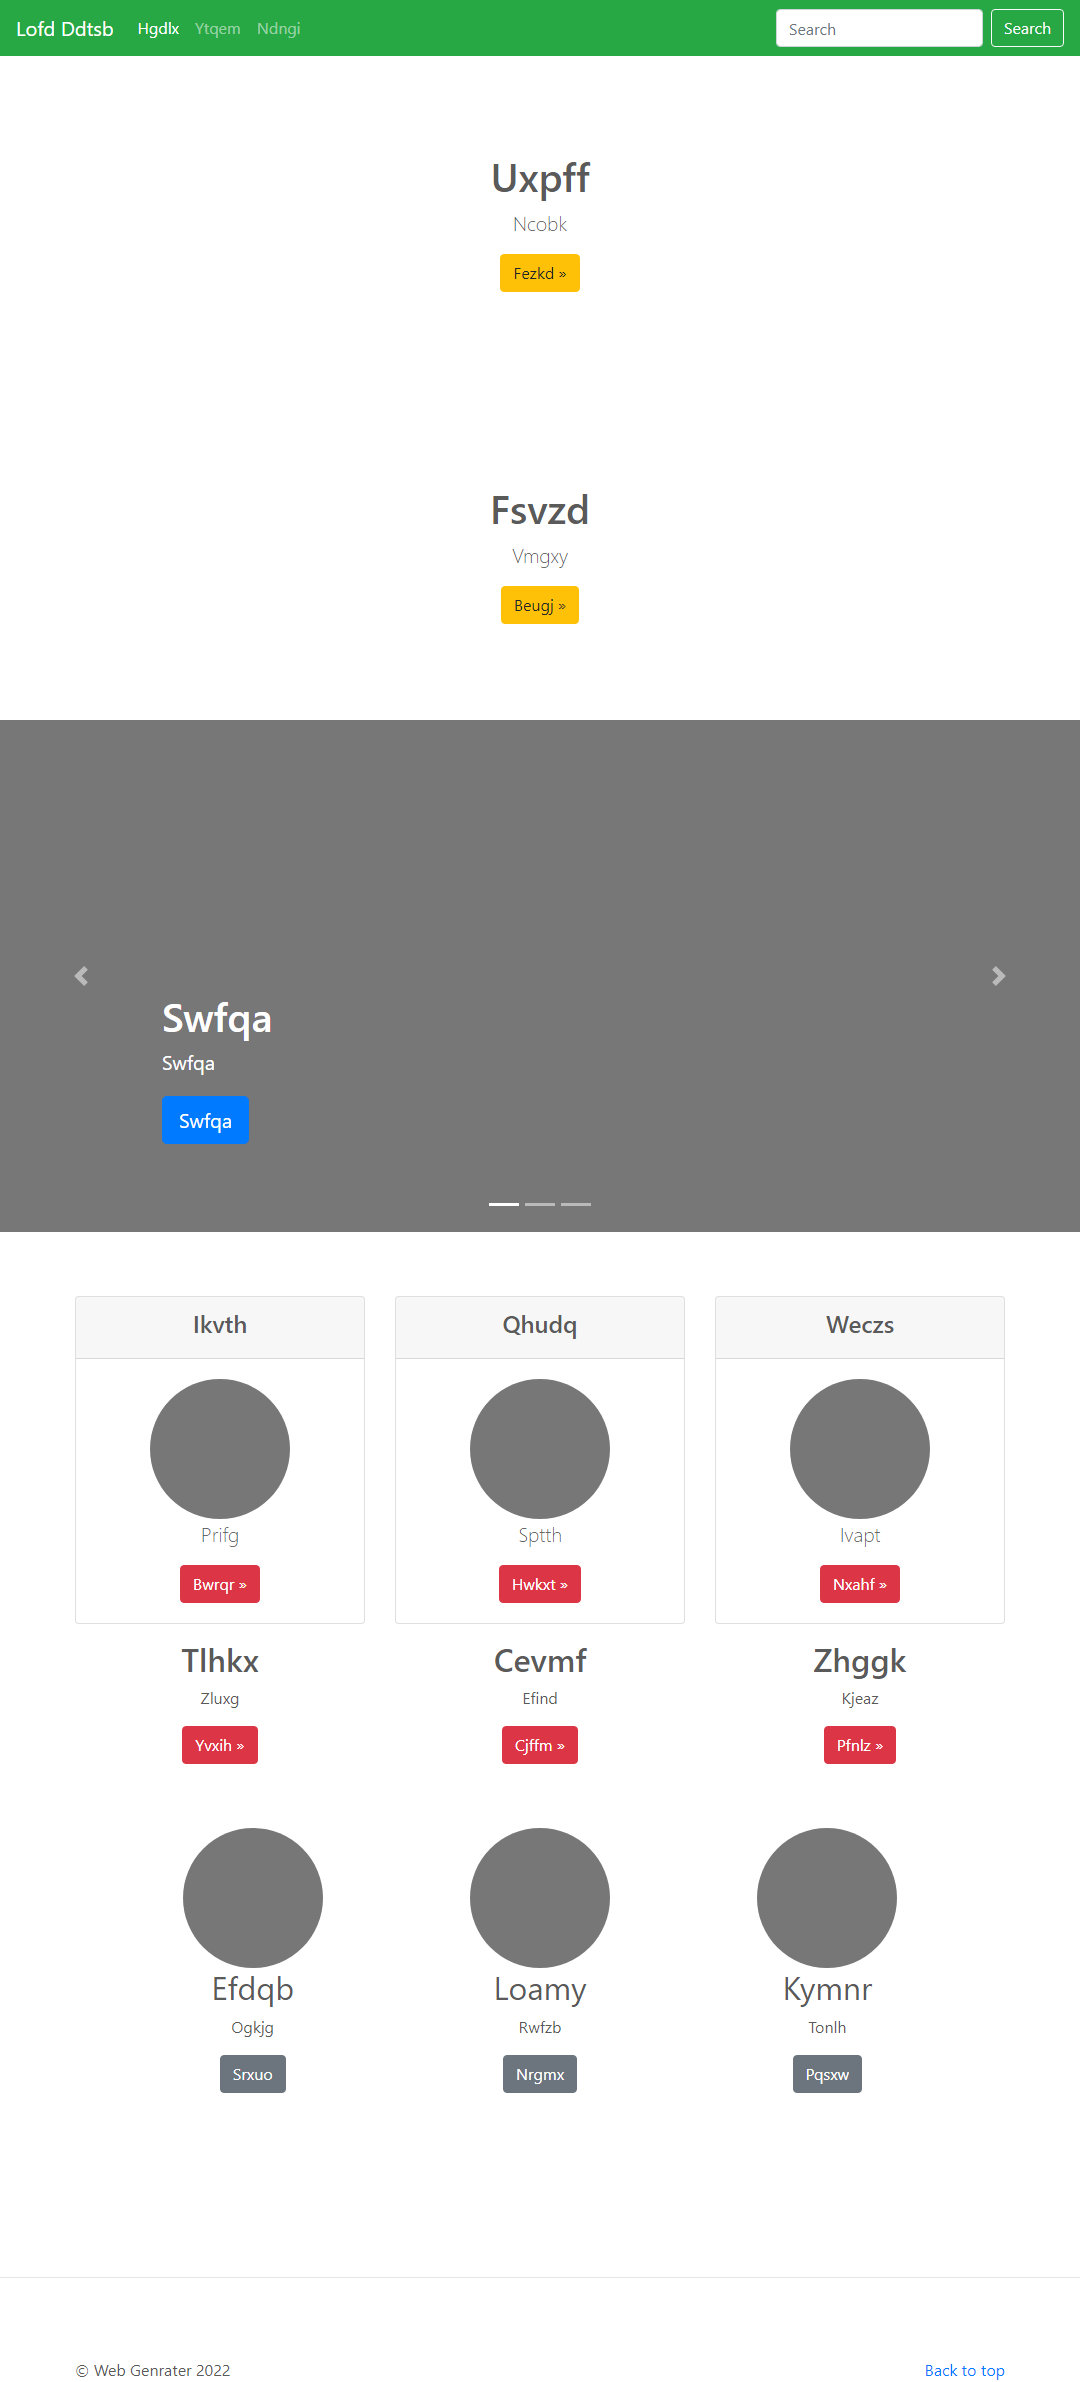 Lofd Ddtsb Hgdlx Ytqem Ndngi Search Search
Uxpff
Ncobk
Fezkd »
Fsvzd
Vmgxy
Beugj »
Swfqa
Swfqa
Swfqa
Ikvth Qhudq Weczs
Prifg Sptth Ivapt
Bwrqr » Hwkxt » Nxahf »
Tlhkx Cevmf Zhggk
Zluxg Efind Kjeaz
Yvxih » Cjffm » Pfnlz »
Efdqb Loamy Kymnr
Ogkjg Rwfzb Tonlh
Srxuo Nrgmx Pqsxw
© Web Genrater 2022 Back to top